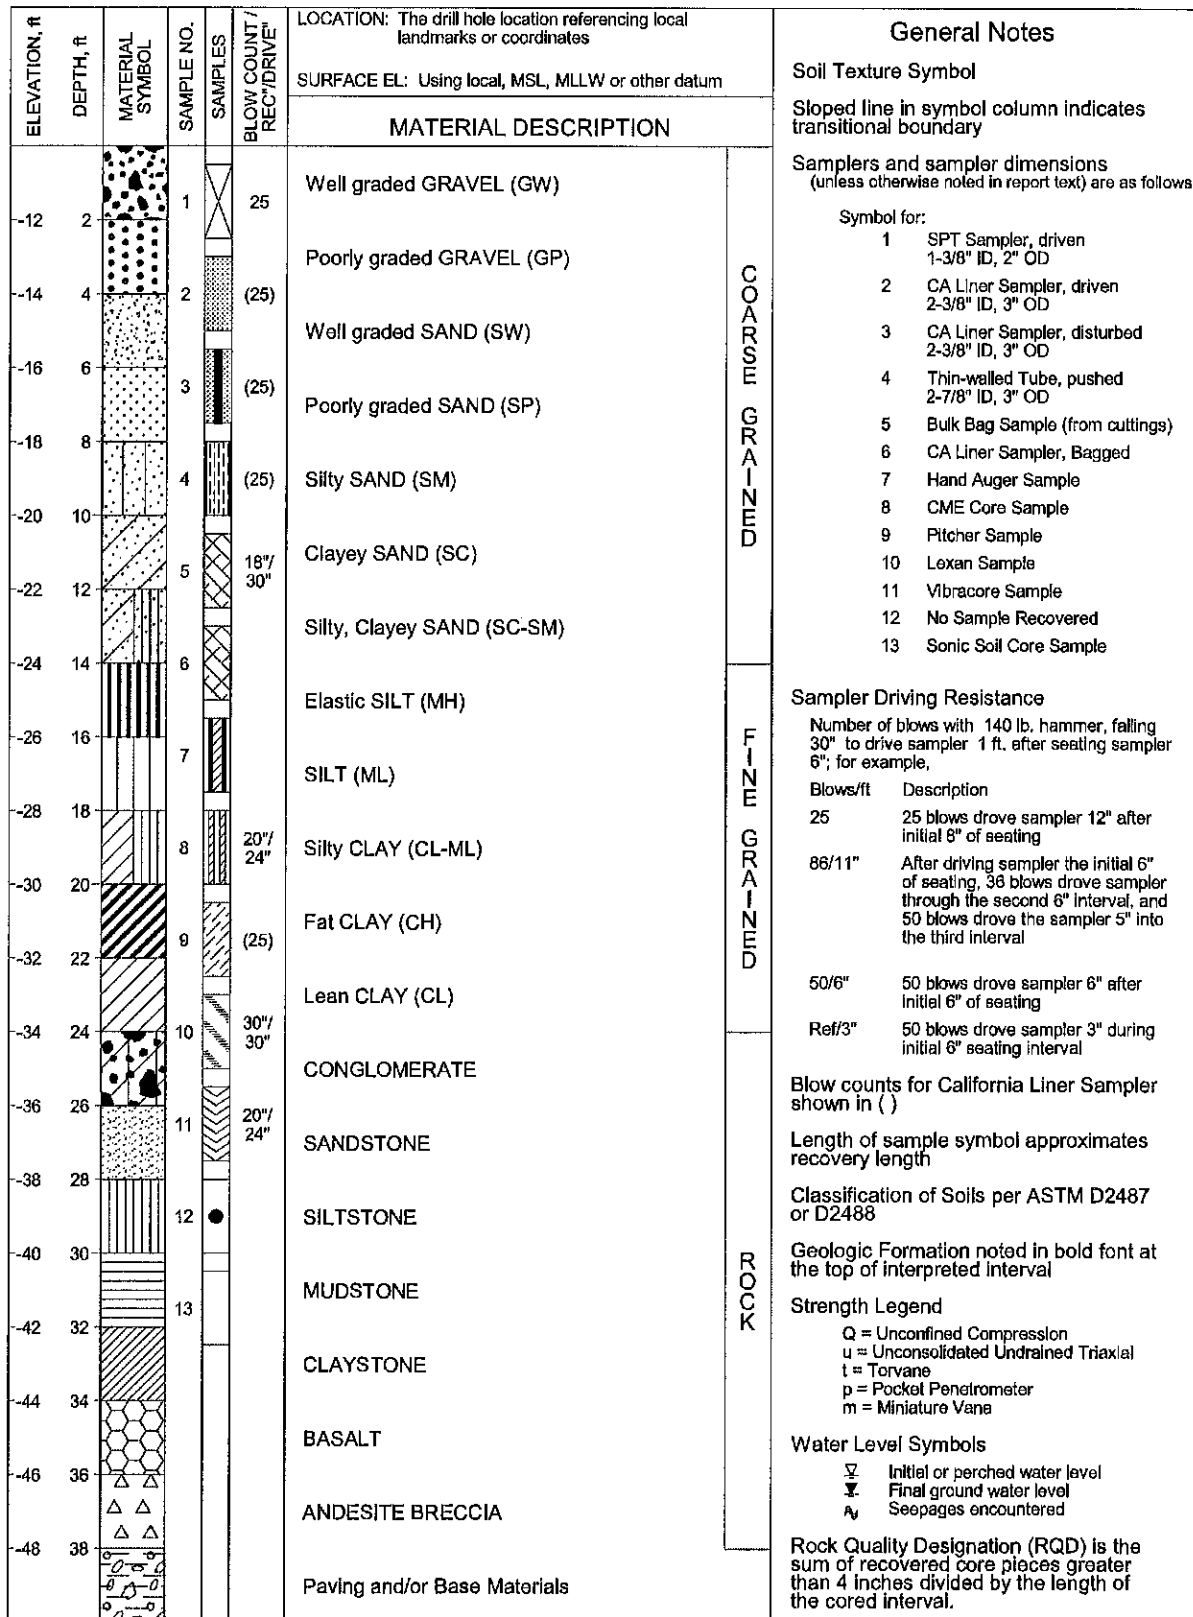 ELEVATION, ft
DEPTH, ft
MATERIAL
SYMBOL
SAMPLE NO.
SAMPLES
BLOW COUNT /
REC"/DRIVE"
LOCATION: The drill hole location referencing local
landmarks or coordinates
SURFACE EL: Using local, MSL, MLLW or other datum
MATERIAL DESCRIPTION
1 25
Well graded GRAVEL (GW)
-12 2
Poorly graded GRAVEL (GP)
-14 4 2 (25)
Well graded SAND (SW)
-16 6
3 (25)
Poorly graded SAND (SP)
-18 8
4 (25)
Silty SAND (SM)
-20 10
Clayey SAND (SC)
5 18"/
30"
-22 12
Silty, Clayey SAND (SC-SM)
-24 14 6
Elastic SILT (MH)
-26 16
7
SILT (ML)
-28 18
8 20"/
24"
Silty CLAY (CL-ML)
-30 20
Fat CLAY (CH)
9 (25)
-32 22
Lean CLAY (CL)
-34 24 10 30"/
30"
CONGLOMERATE
-36 26
11 20"/
24"
SANDSTONE
-38 28
12
SILTSTONE
-40 30
MUDSTONE
13
-42 32
CLAYSTONE
-44 34
BASALT
-46 36
ANDESITE BRECCIA
-48 38
Paving and/or Base Materials
COARSE GRAINED
FINE GRAINED
ROCK
General Notes
Soil Texture Symbol
Sloped line in symbol column indicates
transitional boundary
Samplers and sampler dimensions
(unless otherwise noted in report text) are as follows
Symbol for:
1 SPT Sampler, driven
1-3/8" ID, 2" OD
2 CA Liner Sampler, driven
2-3/8" ID, 3" OD
3 CA Liner Sampler, disturbed
2-3/8" ID, 3" OD
4 Thin-walled Tube, pushed
2-7/8" ID, 3" OD
5 Bulk Bag Sample (from cuttings)
6 CA Liner Sampler, Bagged
7 Hand Auger Sample
8 CME Core Sample
9 Pitcher Sample
10 Lexan Sample
11 Vibracore Sample
12 No Sample Recovered
13 Sonic Soil Core Sample
Sampler Driving Resistance
Number of blows with 140 lb. hammer, falling
30" to drive sampler 1 ft. after seating sampler
6"; for example,
Blows/ft Description
25 25 blows drove sampler 12" after
initial 6" of seating
86/11" After driving sampler the initial 6"
of seating, 36 blows drove sampler
through the second 6" interval, and
50 blows drove the sampler 5" into
the third interval
50/6" 50 blows drove sampler 6" after
initial 6" of seating
Ref/3" 50 blows drove sampler 3" during
initial 6" seating interval
Blow counts for California Liner Sampler
shown in ( )
Length of sample symbol approximates
recovery length
Classification of Soils per ASTM D2487
or D2488
Geologic Formation noted in bold font at
the top of interpreted interval
Strength Legend
Q = Unconfined Compression
u = Unconsolidated Undrained Triaxial
t = Torvane
p = Pocket Penetrometer
m = Miniature Vane
Water Level Symbols
Initial or perched water level
Final ground water level
Seepages encountered
Rock Quality Designation (RQD) is the
sum of recovered core pieces greater
than 4 inches divided by the length of
the cored interval.